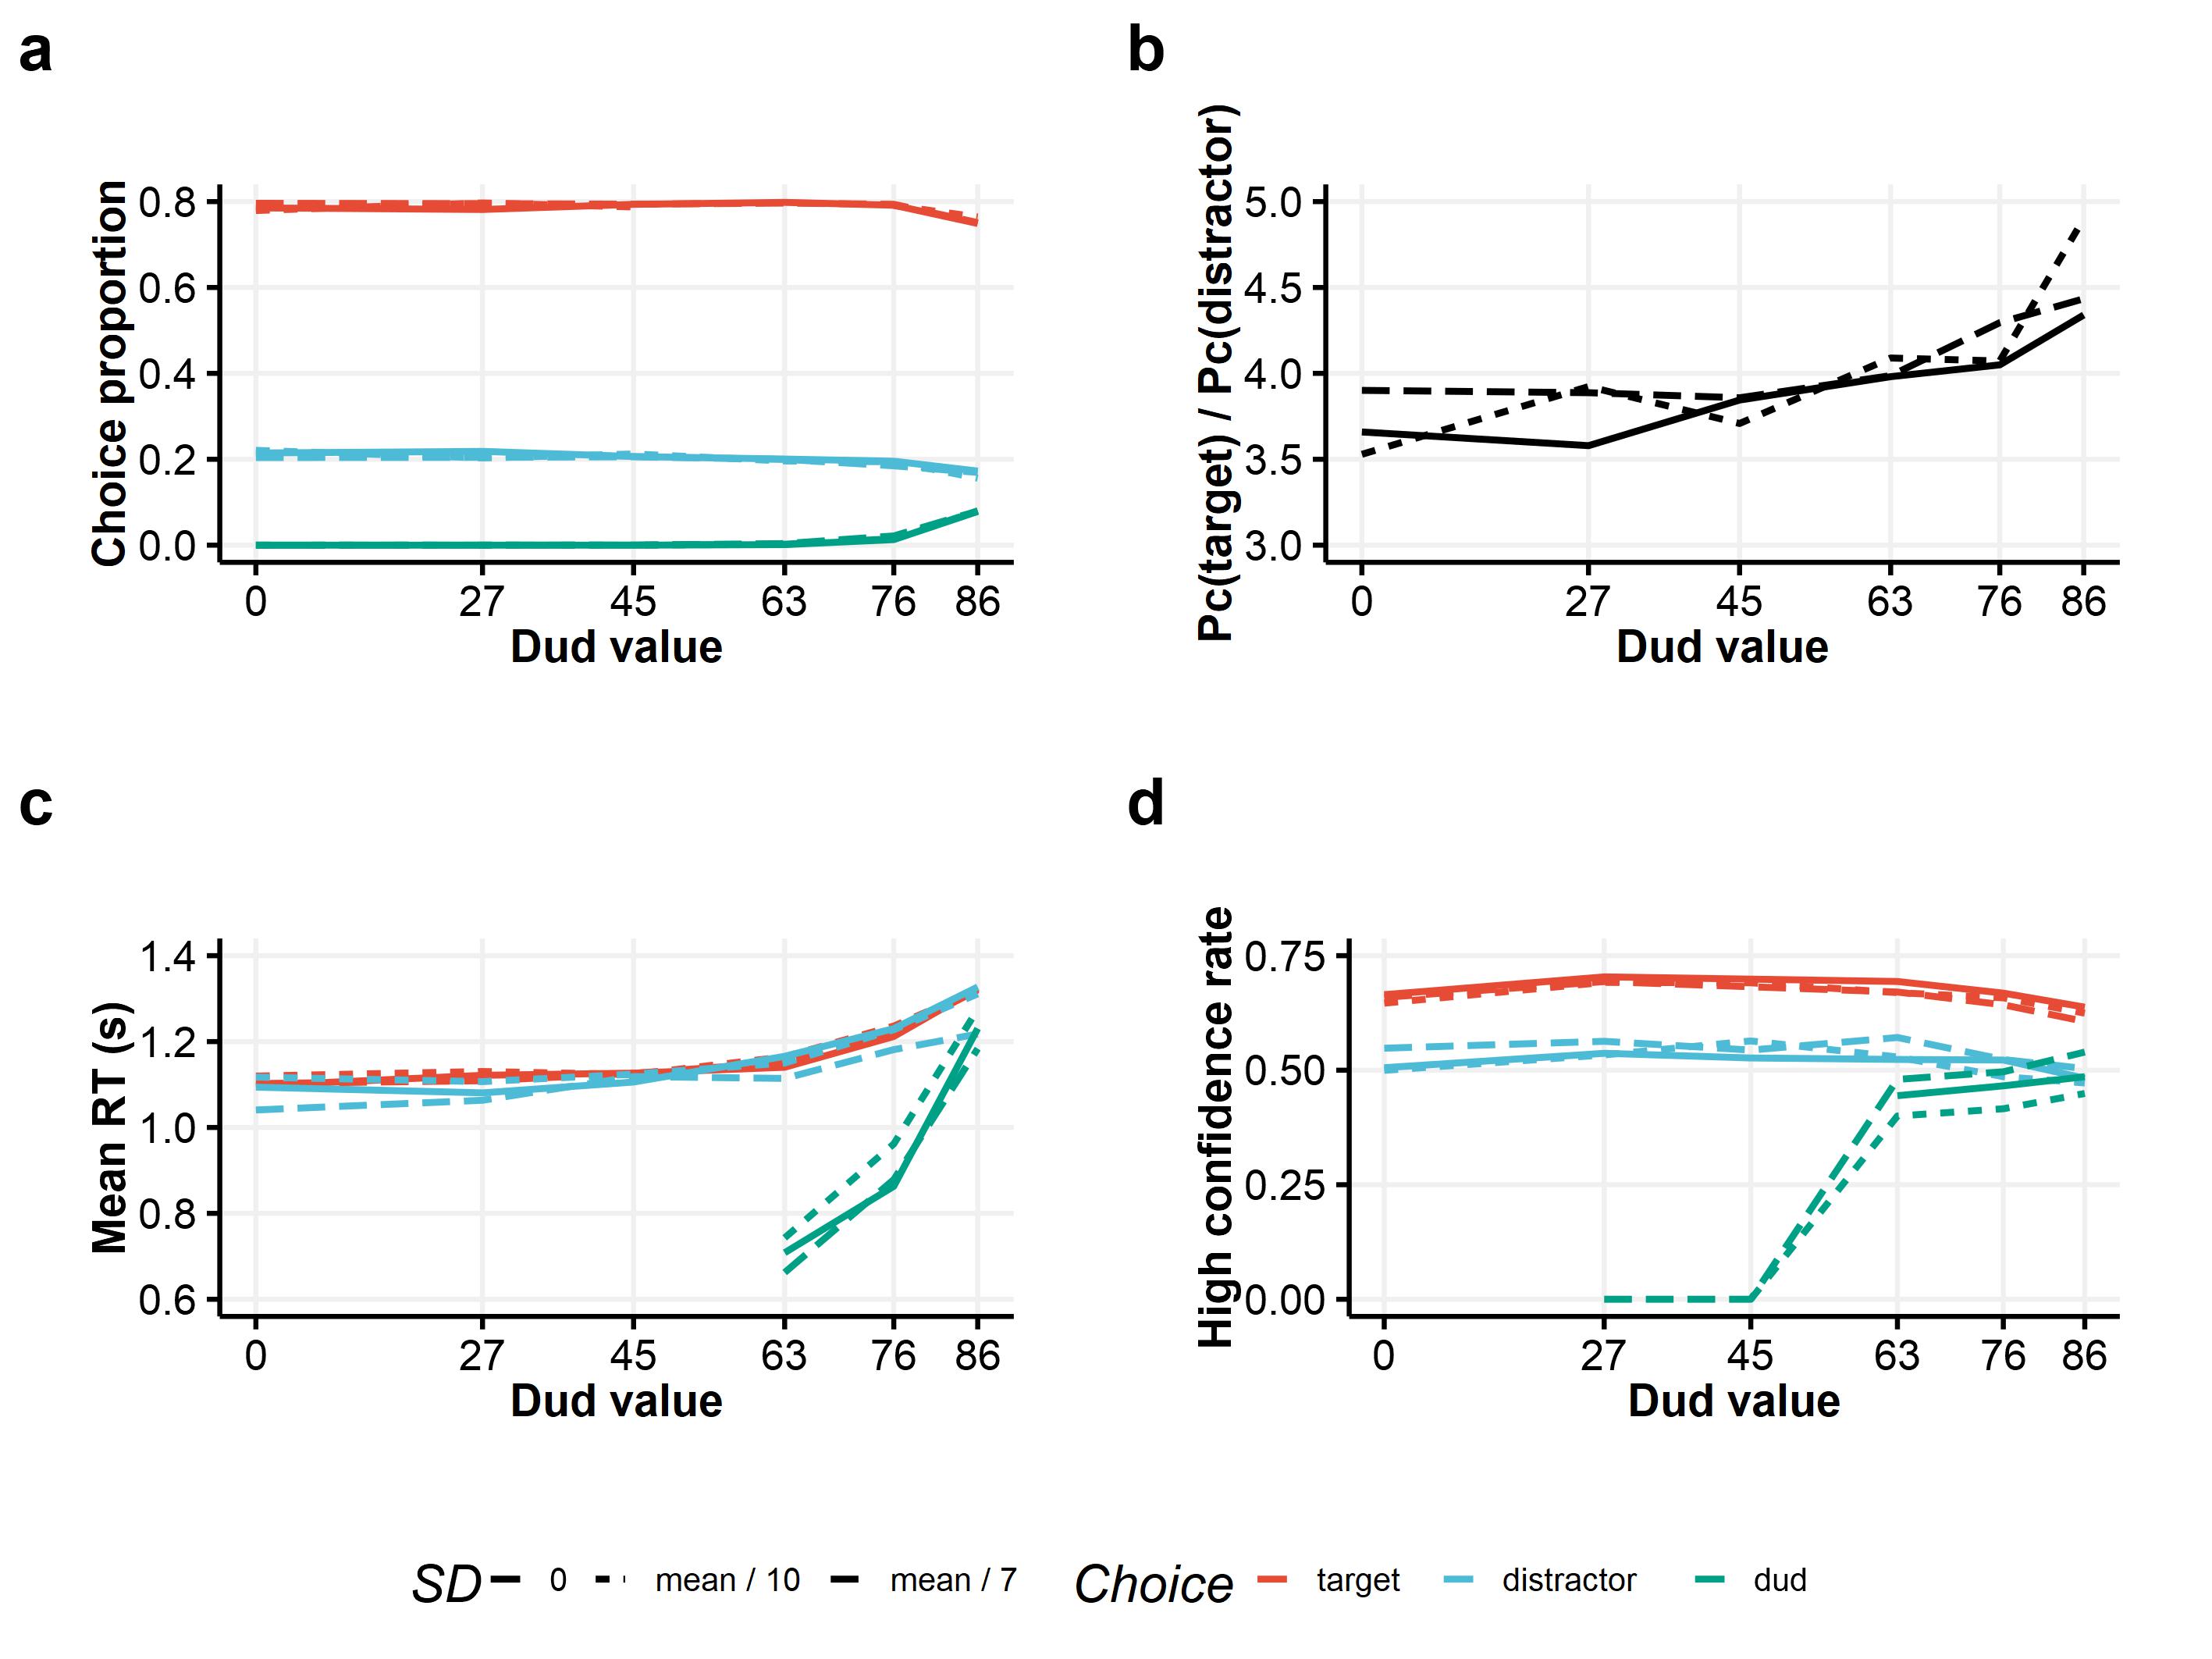 a
Choice proportion
0.8
0.6
0.4
0.2
0.0
0 27 45 63 76 86
Dud value
b
Pc(target) / Pc(distractor)
5.0
4.5
4.0
3.5
3.0
0 27 45 63 76 86
Dud value
c
Mean RT (s)
1.4
1.2
1.0
0.8
0.6
0 27 45 63 76 86
Dud value
d
High confidence rate
0.75
0.50
0.25
0.00
0 27 45 63 76 86
Dud value
SD 0 mean / 10 mean / 7 Choice target distractor dud